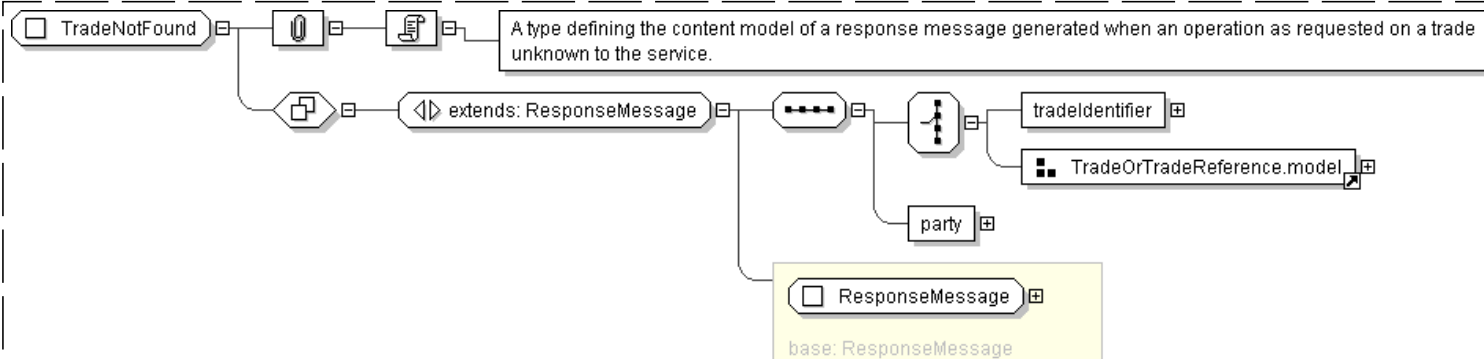 TradeNotFound
A type defining the content model of a response message generated when an operation as requested on a trade
unknown to the service.
extends: ResponseMessage
tradeIdentifier
TradeOrTradeReference.model
party
ResponseMessage
base: ResponseMessage